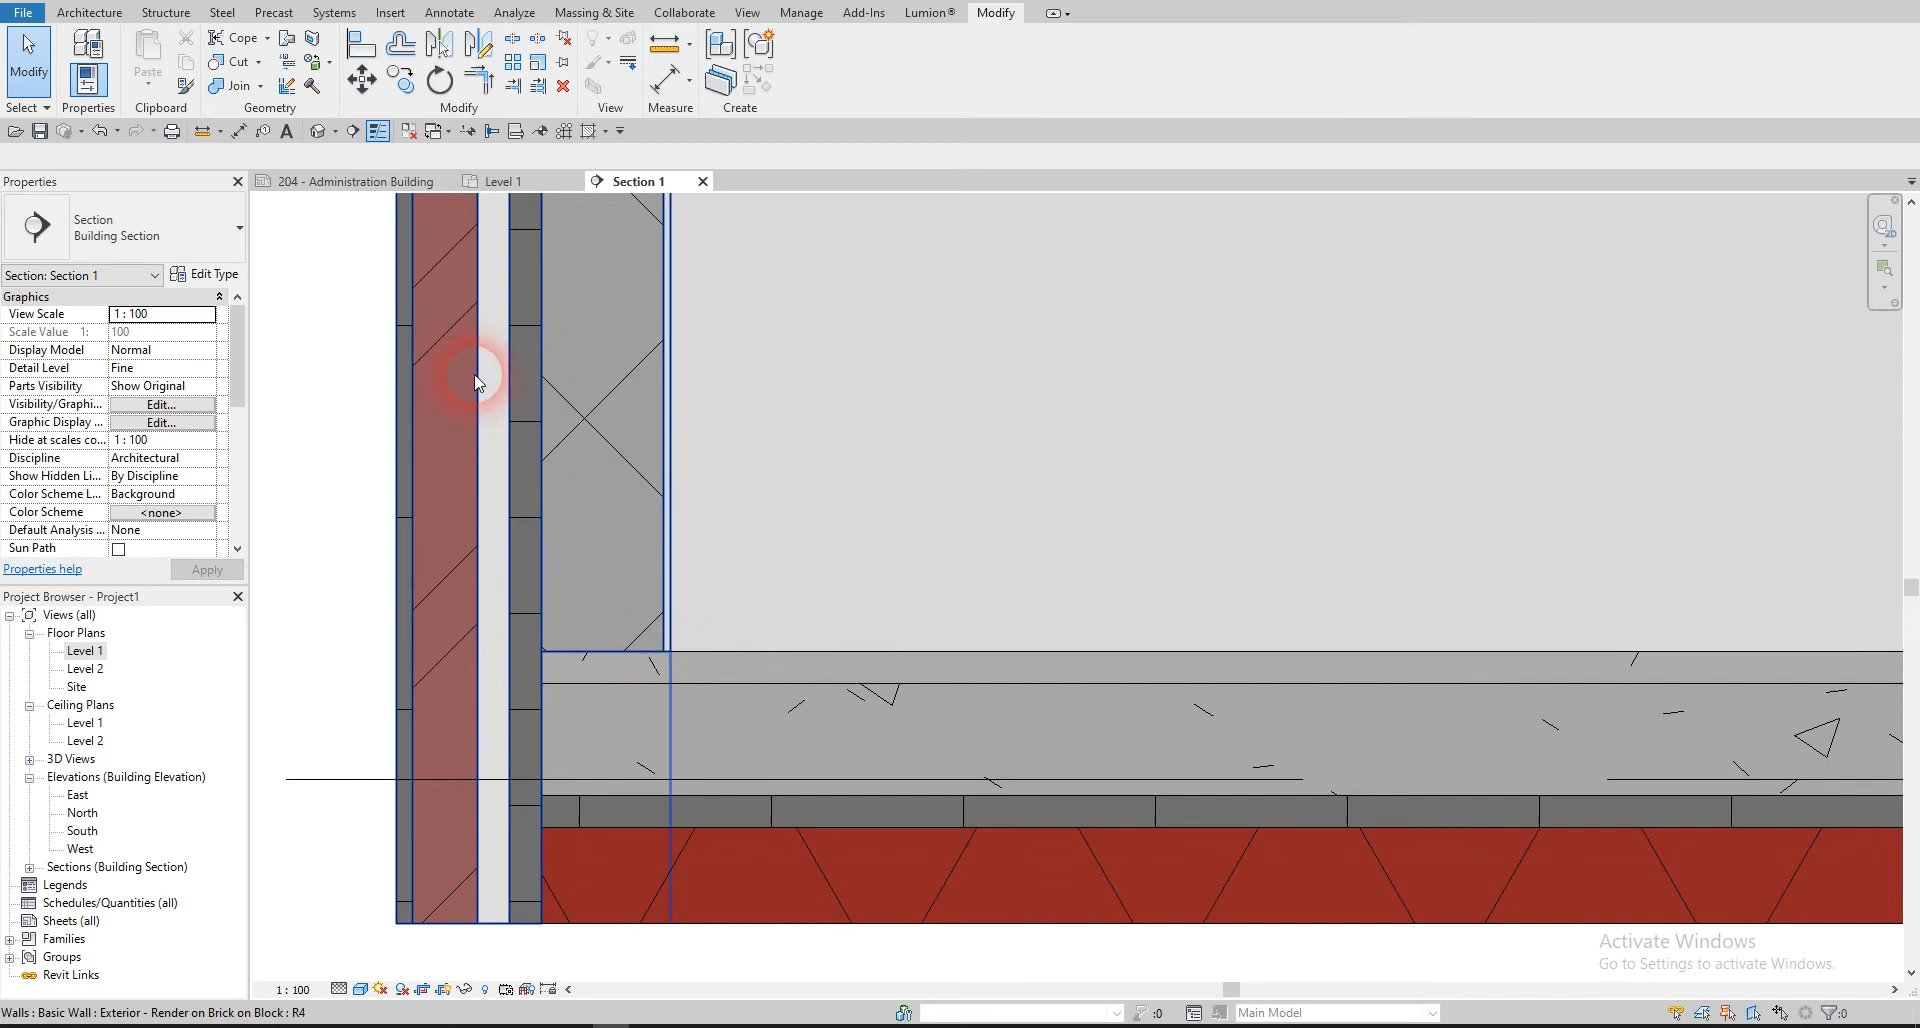 File Architecture Structure Steel Precast Systems Insert Annotate Analyze Massing & Site Collaborate View Manage Add-Ins Lumion® Modify
Modify Paste Cope Cut Join
Select Properties Clipboard Geometry Modify View Measure Create
Properties
204 - Administration Building Level 1 Section 1
Section
Building Section
Section: Section 1 Edit Type
Graphics
View Scale 1 : 100
Scale Value 1: 100
Display Model Normal
Detail Level Fine
Parts Visibility Show Original
Visibility/Graphi... Edit...
Graphic Display ... Edit...
Hide at scales co... 1 : 100
Discipline Architectural
Show Hidden Li... By Discipline
Color Scheme L... Background
Color Scheme <none>
Default Analysis ... None
Sun Path
Properties help Apply
Project Browser - Project1
Views (all)
Floor Plans
Level 1
Level 2
Site
Ceiling Plans
Level 1
Level 2
3D Views
Elevations (Building Elevation)
East
North
South
West
Sections (Building Section)
Legends
Schedules/Quantities (all)
Sheets (all)
Families
Groups
Revit Links
2D
Activate Windows
Go to Settings to activate Windows.
1 : 100
Walls : Basic Wall : Exterior - Render on Brick on Block : R4 :0 Main Model :0